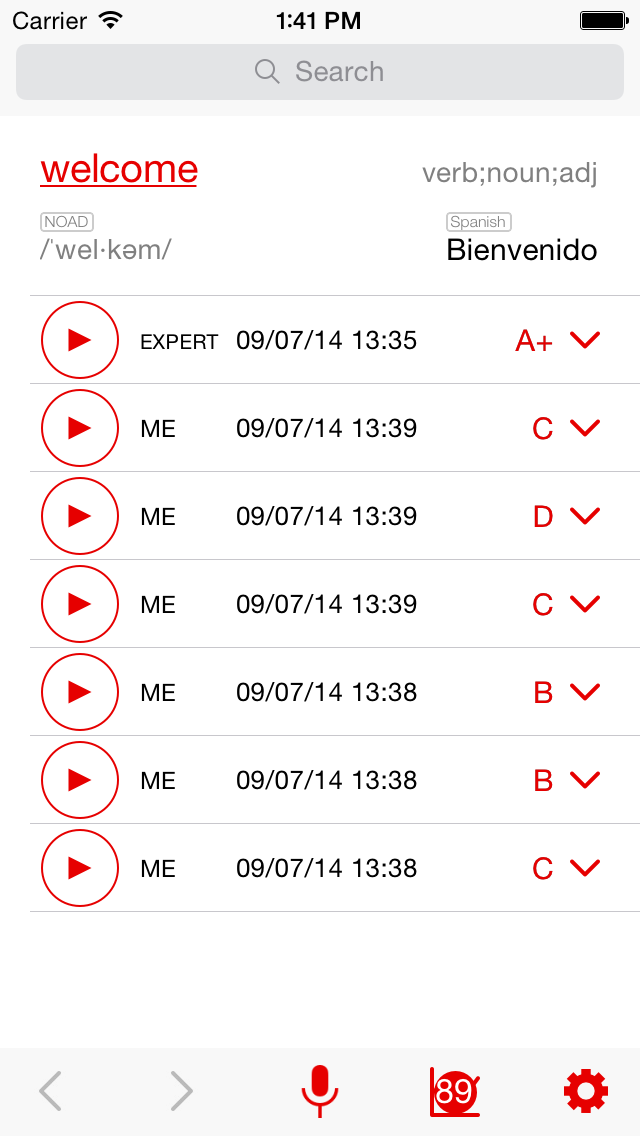 Carrier 1:41 PM
Search
welcome verb;noun;adj
NOAD Spanish
/ˈwel·kəm/ Bienvenido
EXPERT 09/07/14 13:35 A+
ME 09/07/14 13:39 C
ME 09/07/14 13:39 D
ME 09/07/14 13:39 C
ME 09/07/14 13:38 B
ME 09/07/14 13:38 B
ME 09/07/14 13:38 C
89